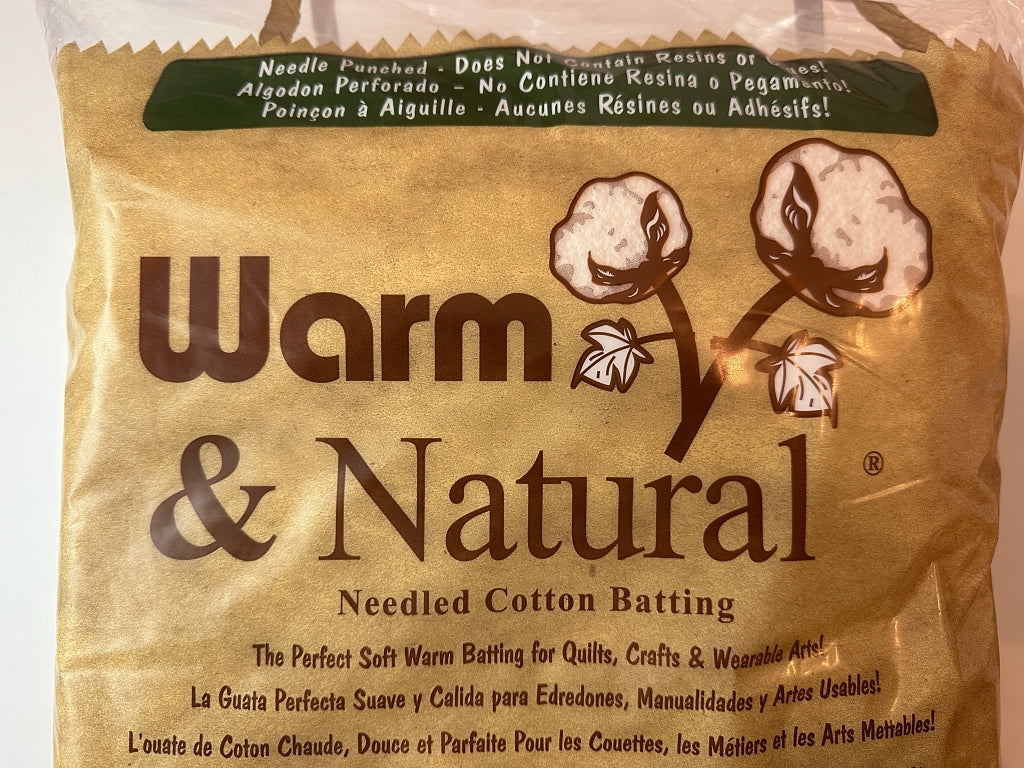 Needle Punched - Does Not Contain Resins or
Algodon Perforado - No Contiene Resina o Pegamento!
Poinçon à Aiguille - Aucunes Résines ou Adhésifs!
Warm
& Natural ®
Needled Cotton Batting
The Perfect Soft Warm Batting for Quilts, Crafts & Wearable Arts!
La Guata Perfecta Suave y Calida para Edredones, Manualidades y Artes Usables!
L'ouate de Coton Chaude, Douce et Parfaite Pour les Couettes, les Métiers et les Arts Mettables!